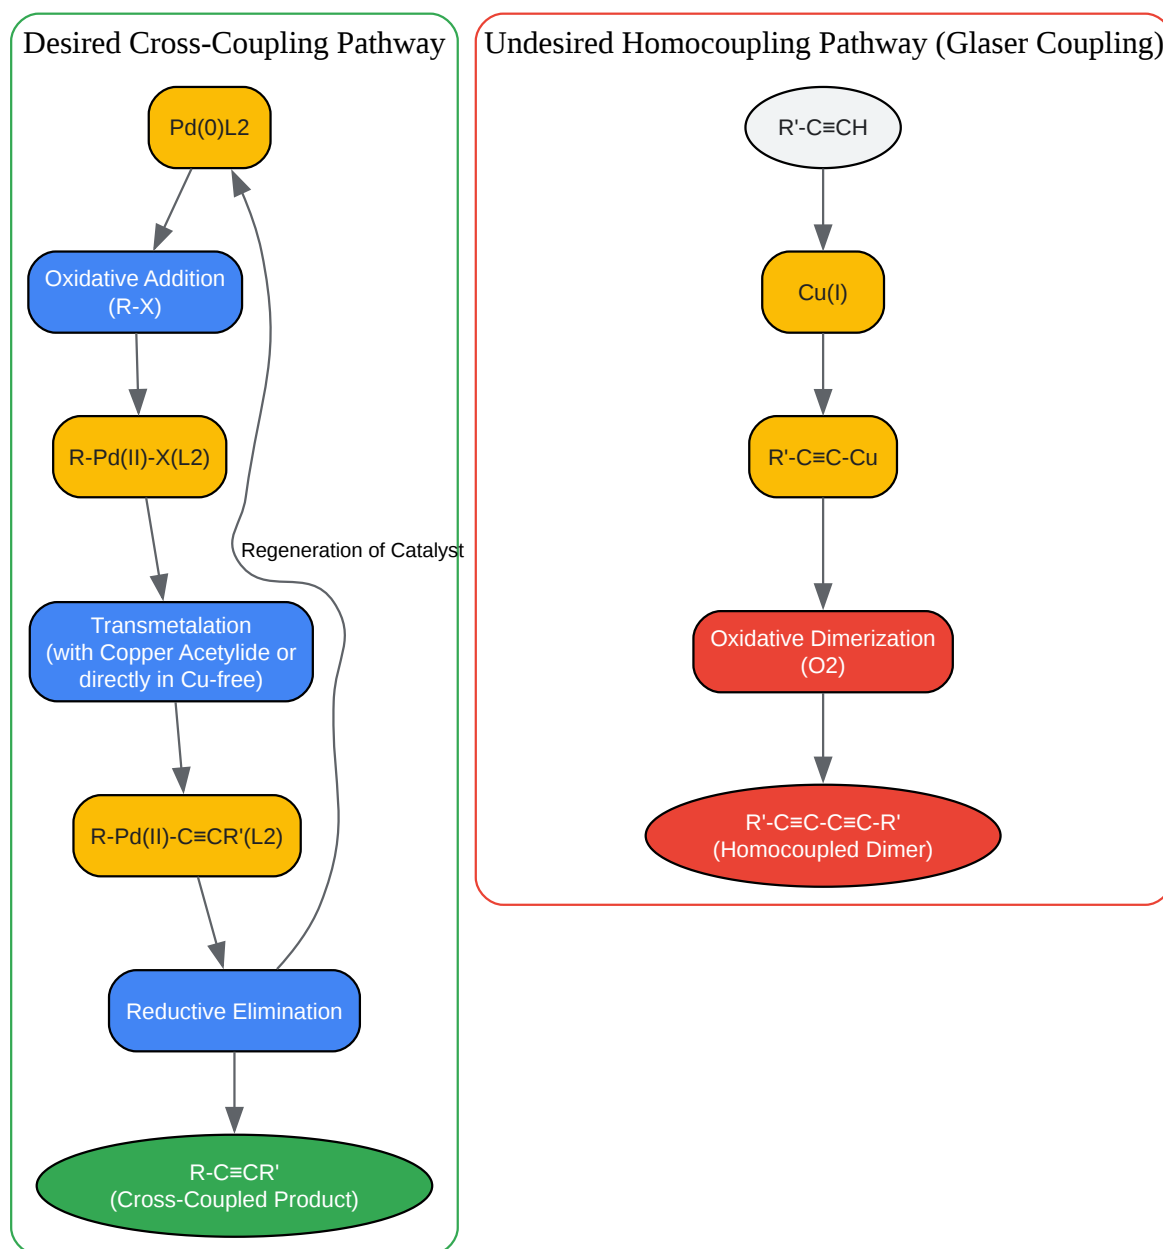 Desired Cross-Coupling Pathway
Pd(0)L2
Oxidative Addition
(R-X)
R-Pd(II)-X(L2)
Regeneration of Catalyst
Transmetalation
(with Copper Acetylide or
directly in Cu-free)
R-Pd(II)-C≡CR'(L2)
Reductive Elimination
R-C≡CR'
(Cross-Coupled Product)
Undesired Homocoupling Pathway (Glaser Coupling)
R'-C≡CH
Cu(I)
R'-C≡C-Cu
Oxidative Dimerization
(O2)
R'-C≡C-C≡C-R'
(Homocoupled Dimer)